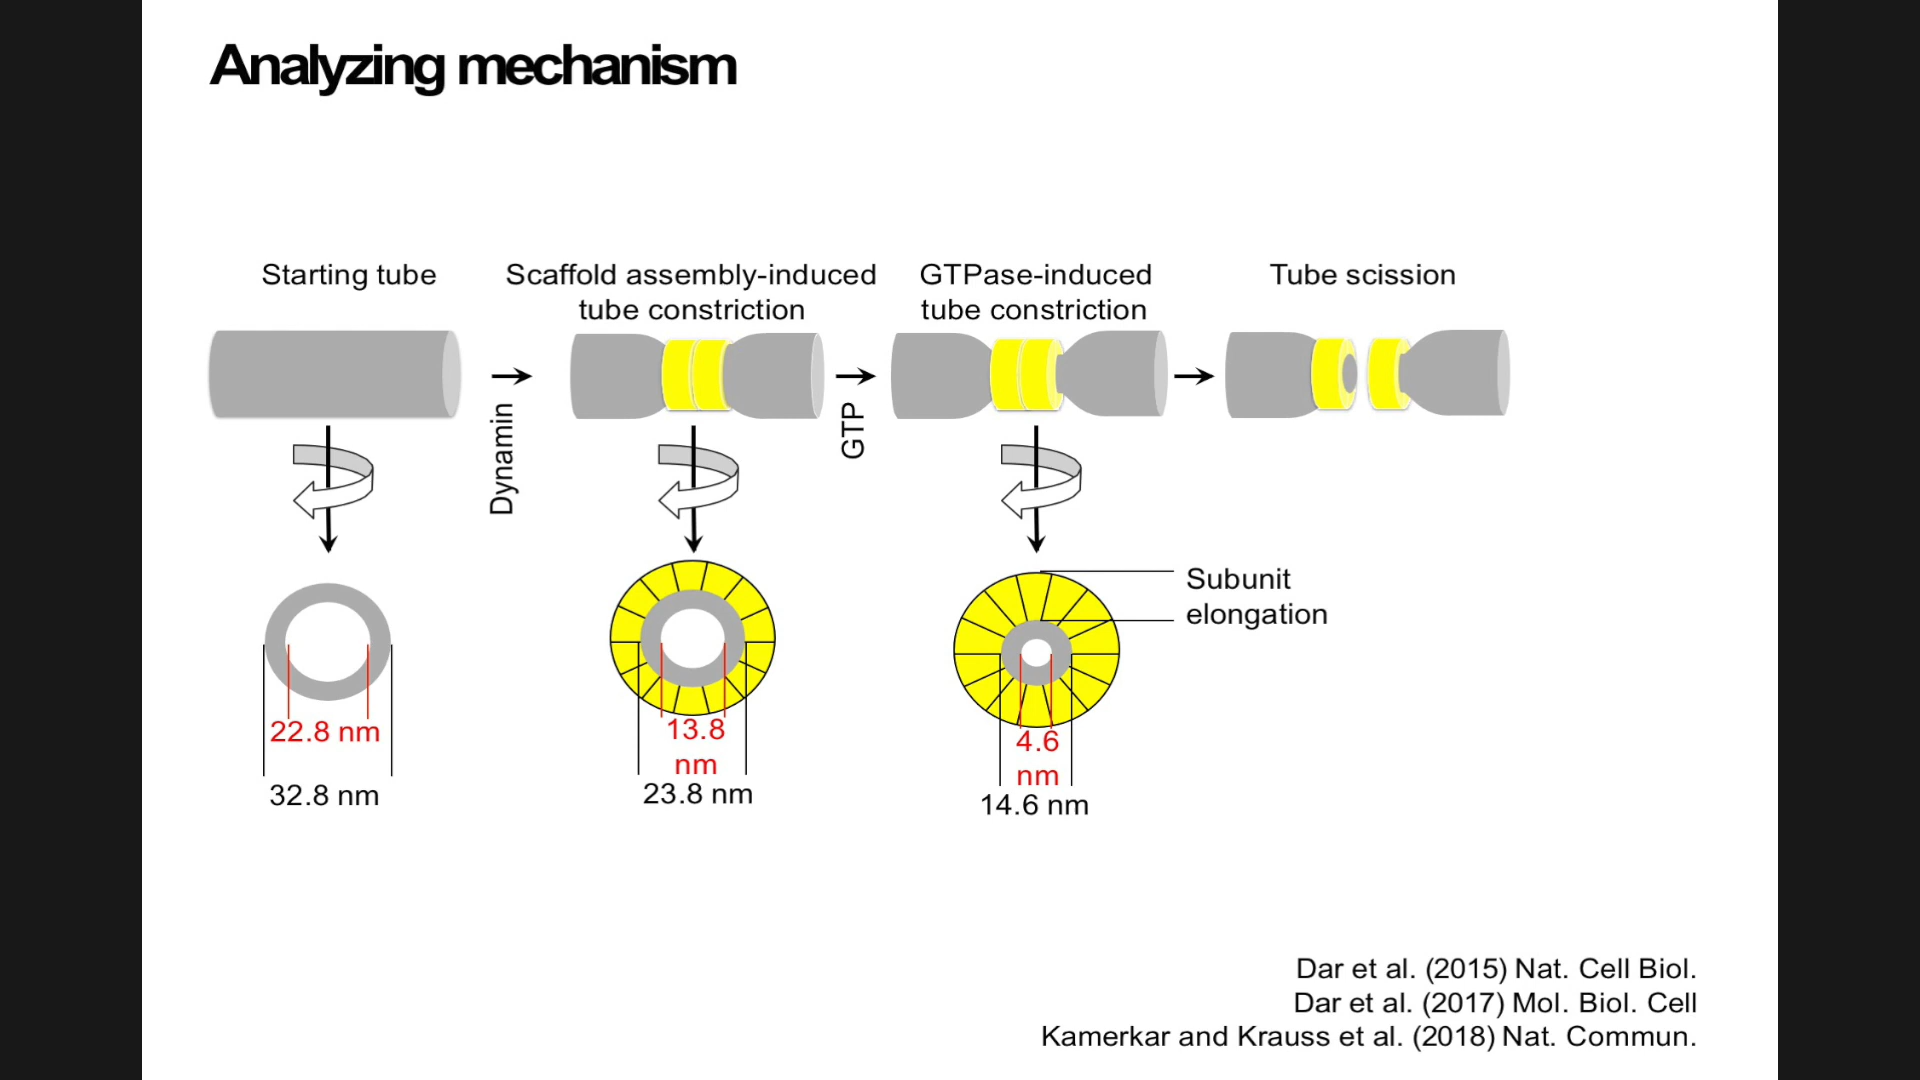 Analyzing mechanism
Starting tube
Scaffold assembly-induced
tube constriction
GTPase-induced
tube constriction
Tube scission
Dynamin
GTP
Subunit
elongation
22.8 nm
32.8 nm
13.8
nm
23.8 nm
4.6
nm
14.6 nm
Dar et al. (2015) Nat. Cell Biol.
Dar et al. (2017) Mol. Biol. Cell
Kamerkar and Krauss et al. (2018) Nat. Commun.